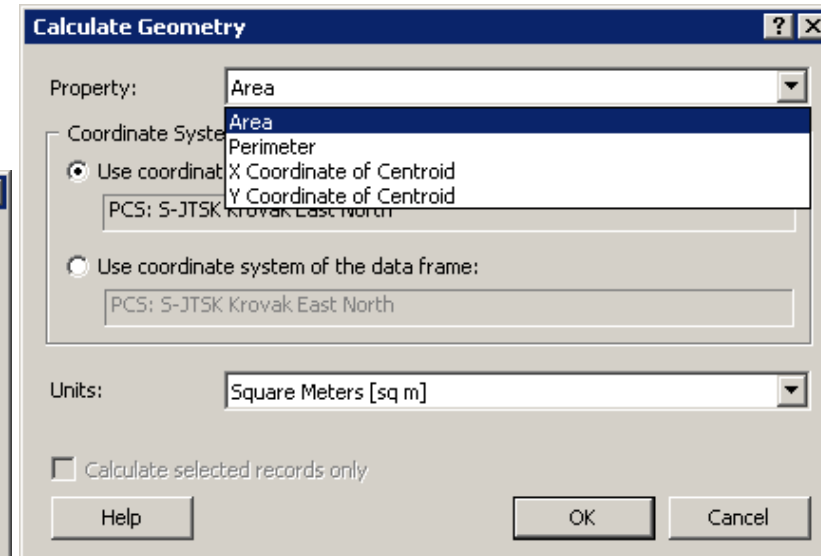 Calculate Geometry
Property:
Area
Area
Perimeter
X Coordinate of Centroid
Y Coordinate of Centroid
Coordinate Syste
Use coordinat
PCS: S-JTSK Krovak East North
Use coordinate system of the data frame:
PCS: S-JTSK Krovak East North
Units:
Square Meters [sq m]
Calculate selected records only
Help
OK
Cancel